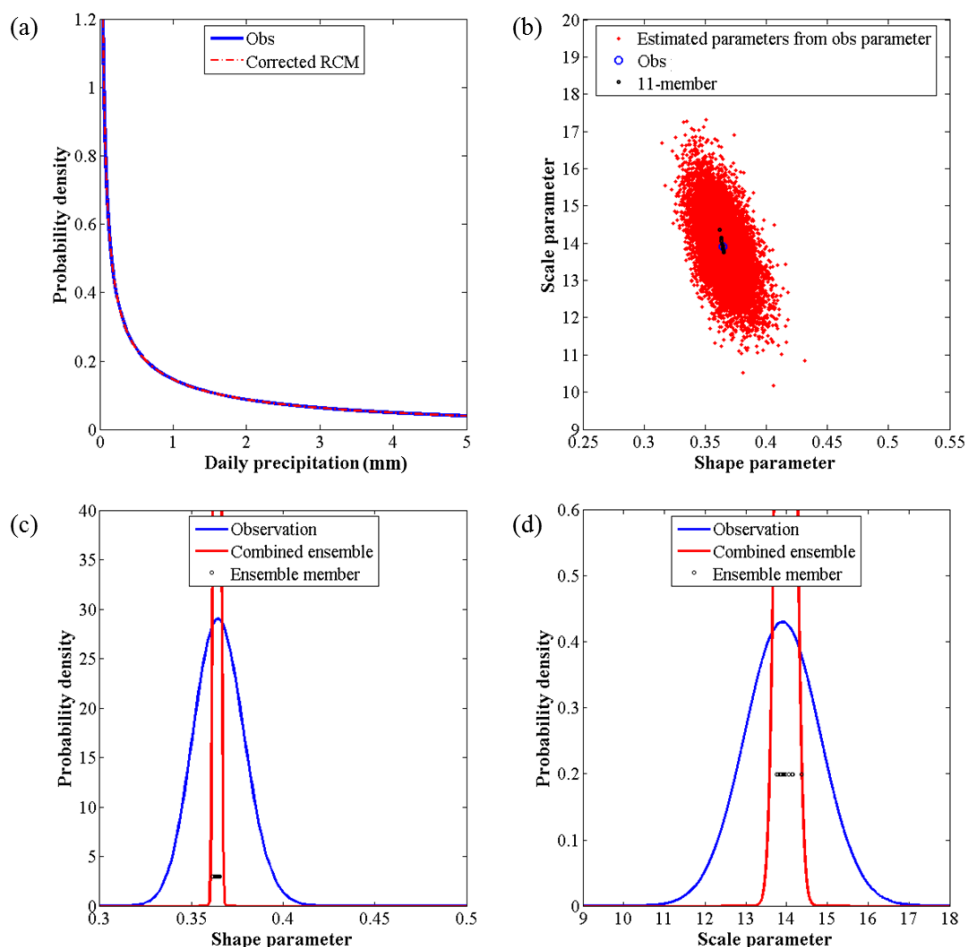 (a)
1.2
1
0.8
0.6
0.4
0.2
0
Probability density
Obs
Corrected RCM
0 1 2 3 4 5
Daily precipitation (mm)
(b)
20
19
18
17
16
15
14
13
12
11
10
9
Scale parameter
Estimated parameters from obs parameter
Obs
11-member
0.25 0.3 0.35 0.4 0.45 0.5 0.55
Shape parameter
(c)
40
35
30
25
20
15
10
5
0
Probability density
Observation
Combined ensemble
Ensemble member
0.3 0.35 0.4 0.45 0.5
Shape parameter
(d)
0.6
0.5
0.4
0.3
0.2
0.1
0
Probability density
Observation
Combined ensemble
Ensemble member
9 10 11 12 13 14 15 16 17 18
Scale parameter